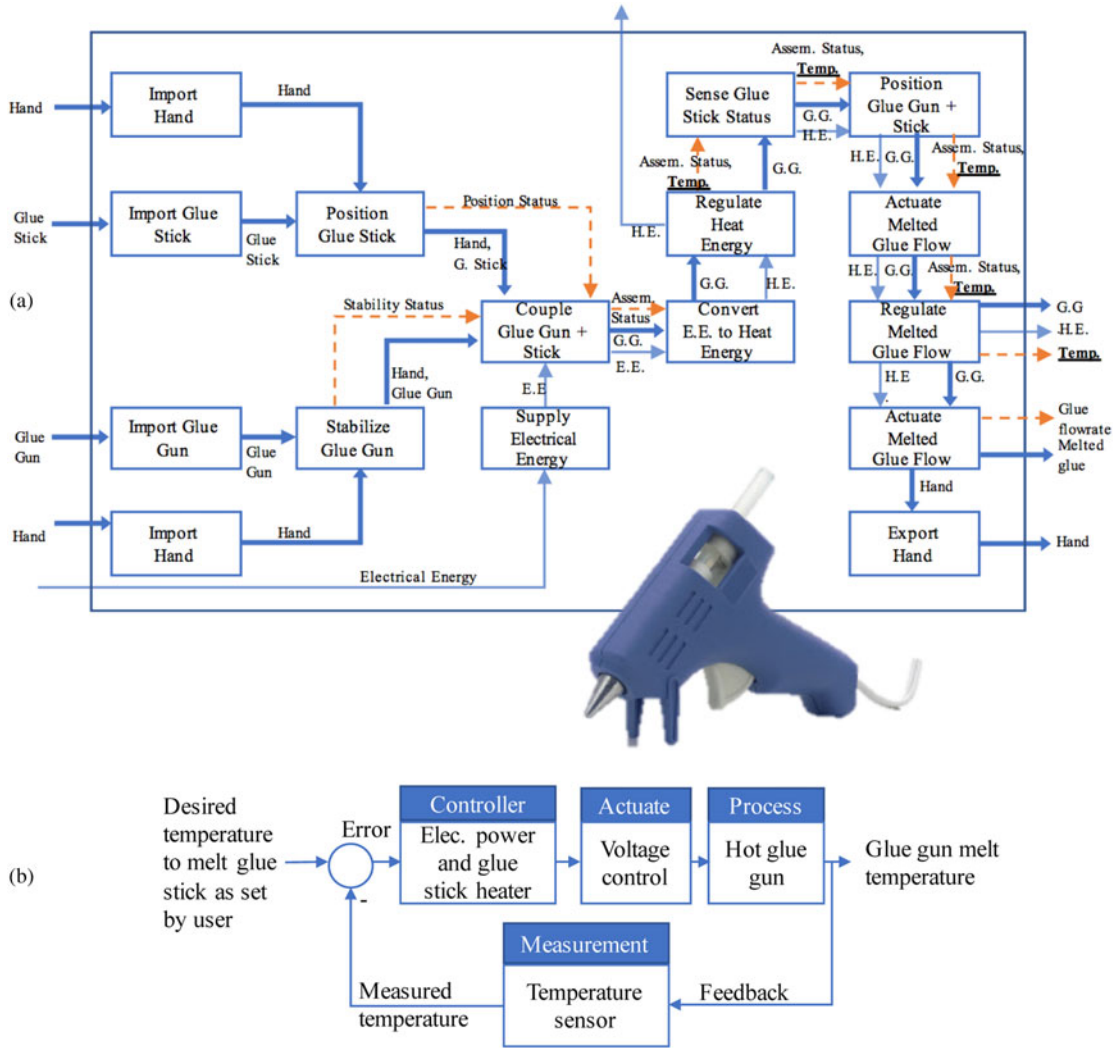 Hand
Import
Hand
Hand
Glue
Stick
Import Glue
Stick
Glue
Stick
Position
Glue Stick
Position Status
Hand,
G. Stick
(a)
Stability Status
Couple
Glue Gun +
Stick
Hand,
Glue Gun
Glue
Gun
Import Glue
Gun
Glue
Gun
Stabilize
Glue Gun
E.E
Supply
Electrical
Energy
Hand
Import
Hand
Hand
Electrical Energy
Assem.
Status
G.G.
E.E.
Convert
E.E. to Heat
Energy
G.G.
H.E.
Regulate
Heat
Energy
H.E.
Assem. Status,
Temp.
G.G.
Sense Glue
Stick Status
Assem. Status,
Temp.
G.G.
H.E.
Position
Glue Gun +
Stick
H.E.
G.G.
Assem. Status,
Temp.
Actuate
Melted
Glue Flow
H.E.
G.G.
Assem. Status,
Temp.
Regulate
Melted
Glue Flow
G.G
H.E.
Temp.
H.E
.
G.G.
Actuate
Melted
Glue Flow
Glue
flowrate
Melted
glue
Hand
Export
Hand
Hand
(b)
Desired
temperature
to melt glue
stick as set
by user
Error
-
Controller
Elec. power
and glue
stick heater
Actuate
Voltage
control
Process
Hot glue
gun
Glue gun melt
temperature
Measurement
Temperature
sensor
Measured
temperature
Feedback